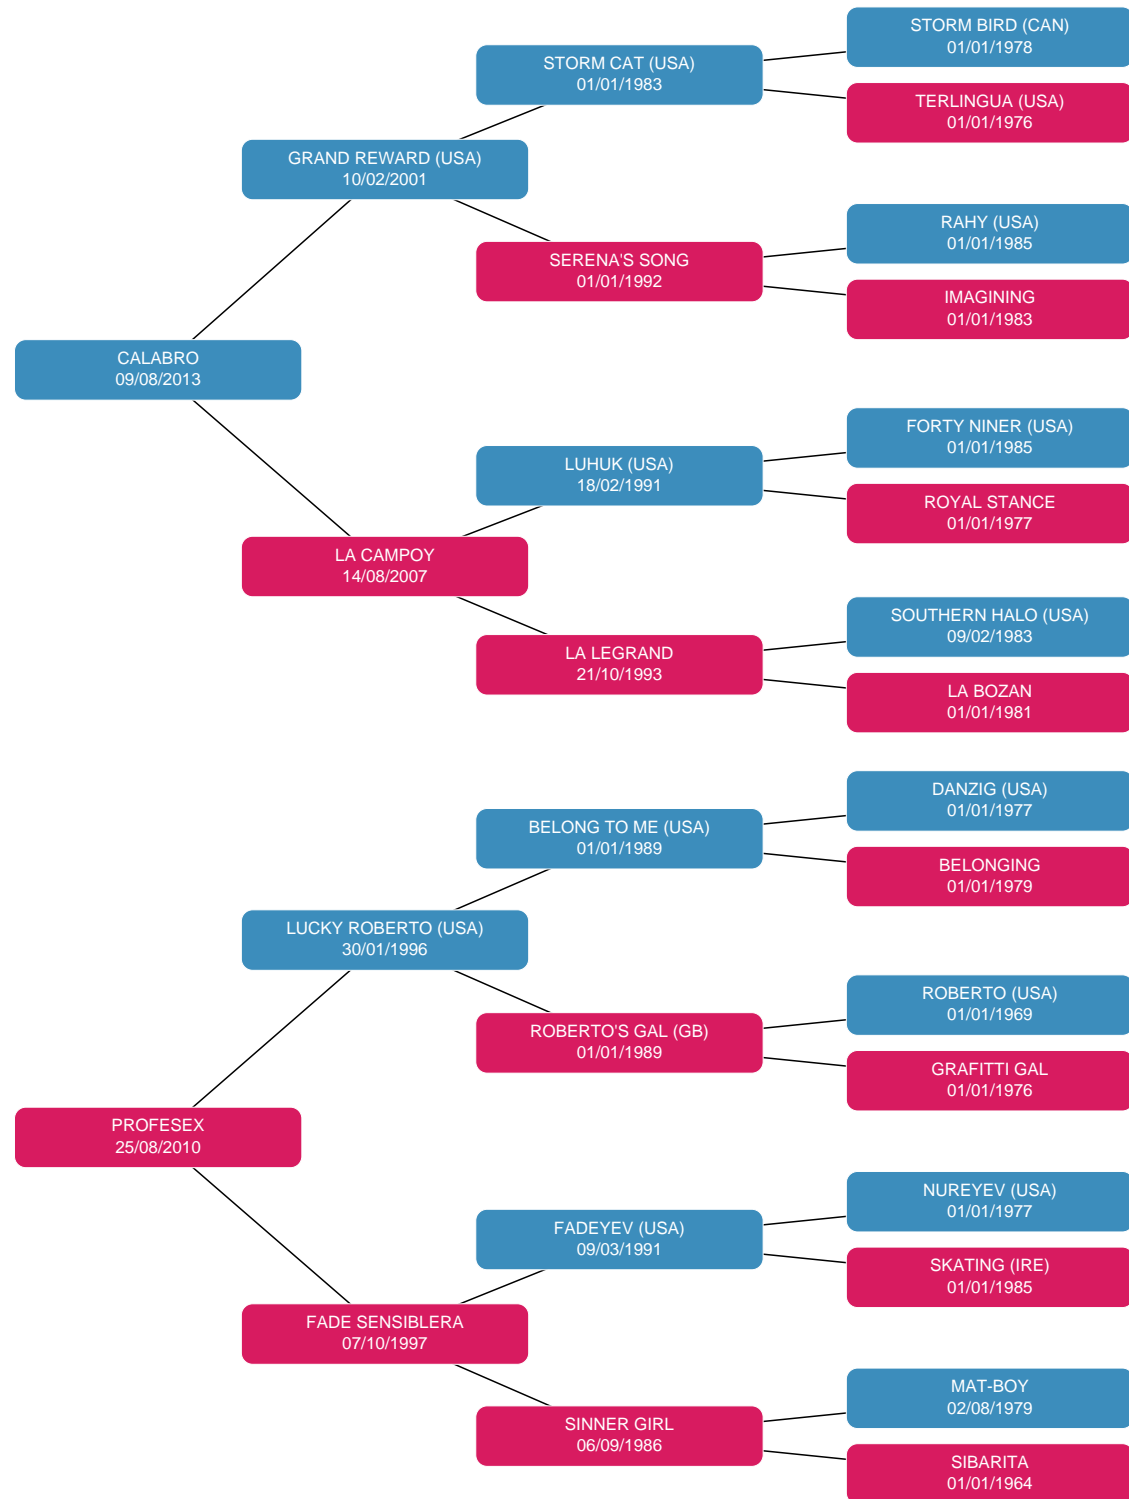 STORM BIRD (CAN)
01/01/1978
STORM CAT (USA)
01/01/1983
TERLINGUA (USA)
01/01/1976
GRAND REWARD (USA)
10/02/2001
RAHY (USA)
01/01/1985
SERENA'S SONG
01/01/1992
IMAGINING
01/01/1983
CALABRO
09/08/2013
FORTY NINER (USA)
01/01/1985
LUHUK (USA)
18/02/1991
ROYAL STANCE
01/01/1977
LA CAMPOY
14/08/2007
SOUTHERN HALO (USA)
09/02/1983
LA LEGRAND
21/10/1993
LA BOZAN
01/01/1981
DANZIG (USA)
01/01/1977
BELONG TO ME (USA)
01/01/1989
BELONGING
01/01/1979
LUCKY ROBERTO (USA)
30/01/1996
ROBERTO (USA)
01/01/1969
ROBERTO'S GAL (GB)
01/01/1989
GRAFITTI GAL
01/01/1976
PROFESEX
25/08/2010
NUREYEV (USA)
01/01/1977
FADEYEV (USA)
09/03/1991
SKATING (IRE)
01/01/1985
FADE SENSIBLERA
07/10/1997
MAT-BOY
02/08/1979
SINNER GIRL
06/09/1986
SIBARITA
01/01/1964